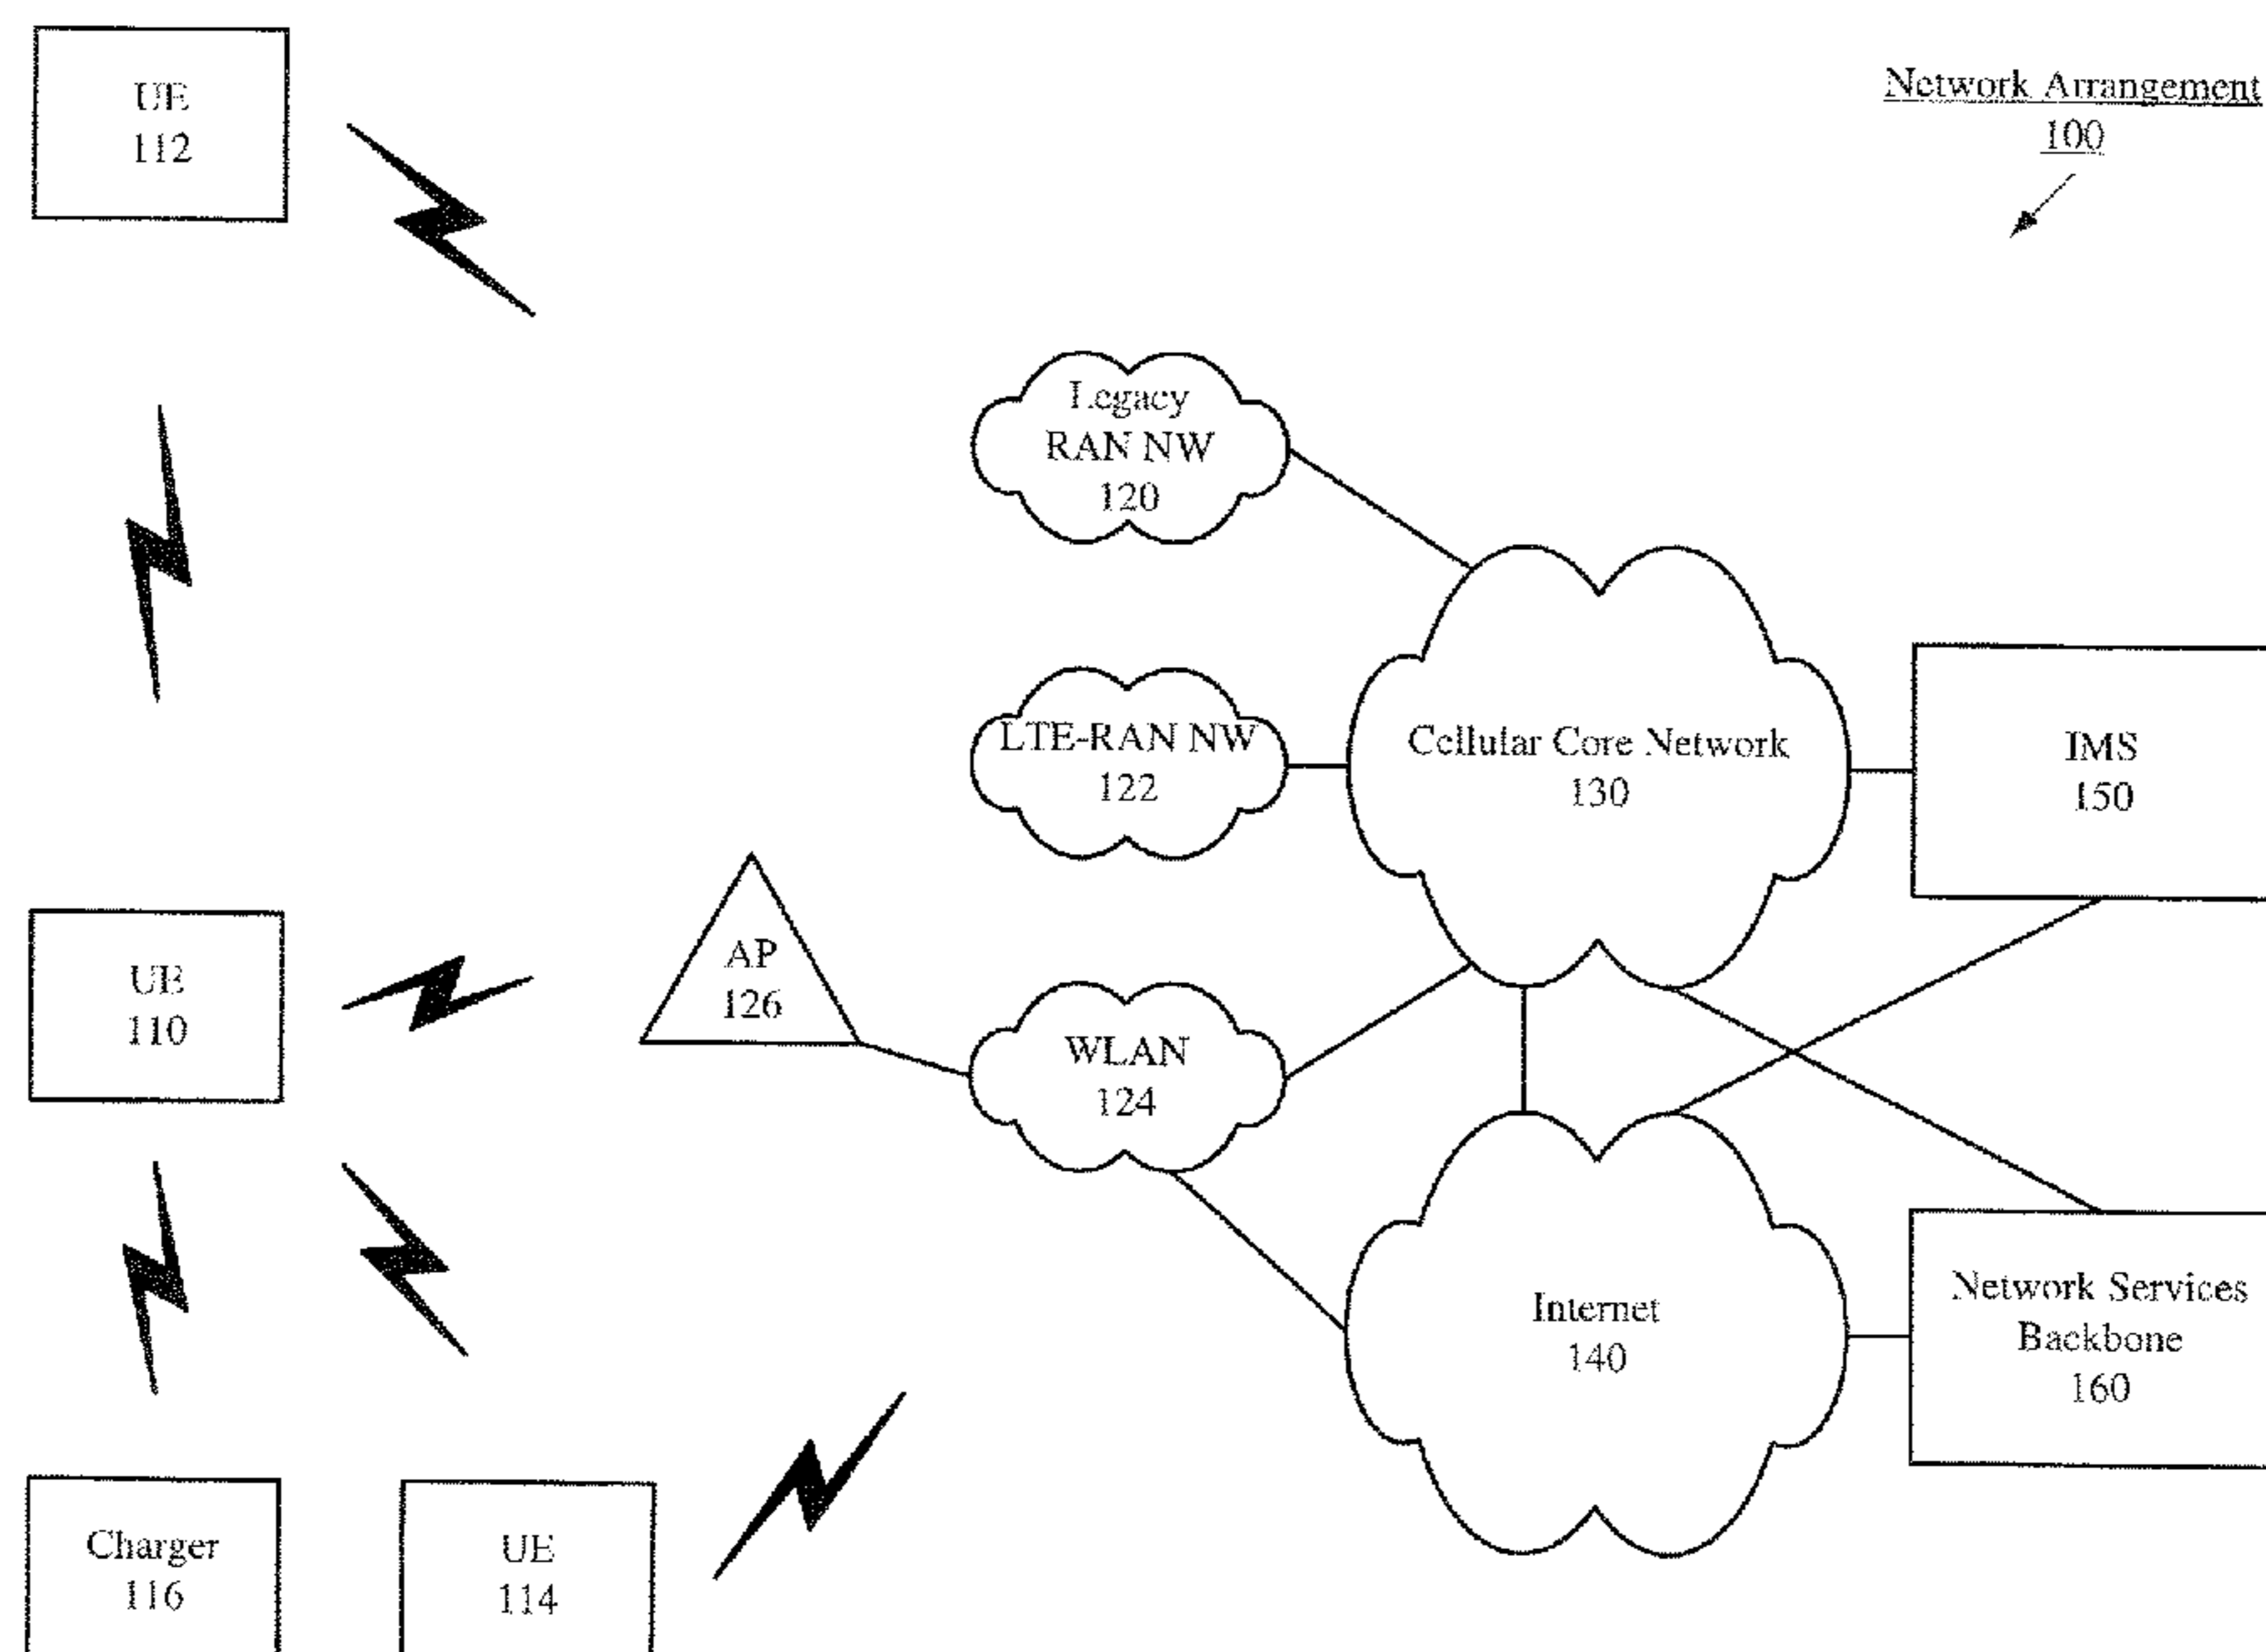 UE
112
Network Arrangement
100
Legacy
RAN NW
120
LTE-RAN NW
122
Cellular Core Network
130
IMS
150
AP
126
UE
110
WLAN
124
Internet
140
Network Services
Backbone
160
Charger
116
UE
114